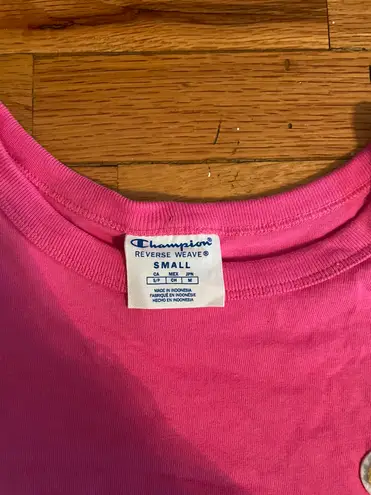 Champion®
REVERSE WEAVE®
SMALL
CA MEX JPN
S/P CH M
MADE IN INDONESIA
FABRIQUÉ EN INDONÉSIE
HECHO EN INDONESIA